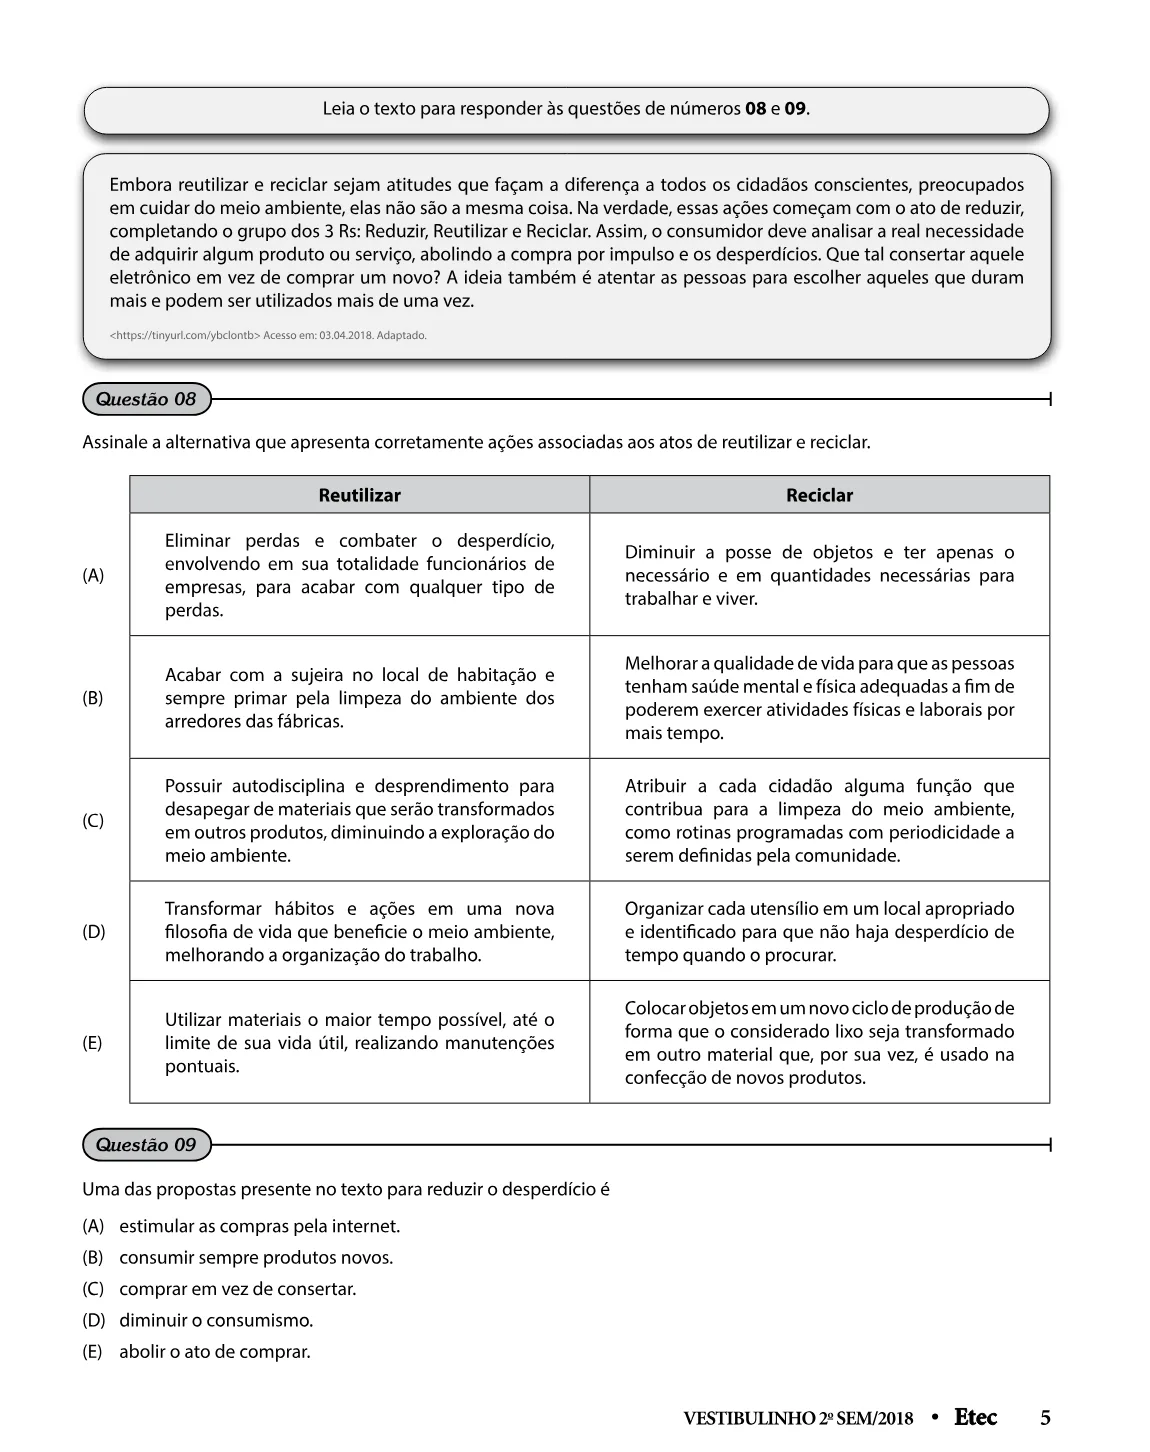 Leia o texto para responder às questões de números 08 e 09.
Embora reutilizar e reciclar sejam atitudes que façam a diferença a todos os cidadãos conscientes, preocupados
em cuidar do meio ambiente, elas não são a mesma coisa. Na verdade, essas ações começam com o ato de reduzir,
completando o grupo dos 3 Rs: Reduzir, Reutilizar e Reciclar. Assim, o consumidor deve analisar a real necessidade
de adquirir algum produto ou serviço, abolindo a compra por impulso e os desperdícios. Que tal consertar aquele
eletrônico em vez de comprar um novo? A ideia também é atentar as pessoas para escolher aqueles que duram
mais e podem ser utilizados mais de uma vez.
<https://tinyurl.com/ybclontb> Acesso em: 03.04.2018. Adaptado.
Questão 08
Assinale a alternativa que apresenta corretamente ações associadas aos atos de reutilizar e reciclar.
Reutilizar
Reciclar
(A)
Eliminar perdas e combater o desperdício,
envolvendo em sua totalidade funcionários de
empresas, para acabar com qualquer tipo de
perdas.
Diminuir a posse de objetos e ter apenas o
necessário e em quantidades necessárias para
trabalhar e viver.
(B)
Acabar com a sujeira no local de habitação e
sempre primar pela limpeza do ambiente dos
arredores das fábricas.
Melhorar a qualidade de vida para que as pessoas
tenham saúde mental e física adequadas a fim de
poderem exercer atividades físicas e laborais por
mais tempo.
(C)
Possuir autodisciplina e desprendimento para
desapegar de materiais que serão transformados
em outros produtos, diminuindo a exploração do
meio ambiente.
Atribuir a cada cidadão alguma função que
contribua para a limpeza do meio ambiente,
como rotinas programadas com periodicidade a
serem definidas pela comunidade.
(D)
Transformar hábitos e ações em uma nova
filosofia de vida que beneficie o meio ambiente,
melhorando a organização do trabalho.
Organizar cada utensílio em um local apropriado
e identificado para que não haja desperdício de
tempo quando o procurar.
(E)
Utilizar materiais o maior tempo possível, até o
limite de sua vida útil, realizando manutenções
pontuais.
Colocar objetos em um novo ciclo de produção de
forma que o considerado lixo seja transformado
em outro material que, por sua vez, é usado na
confecção de novos produtos.
Questão 09
Uma das propostas presente no texto para reduzir o desperdício é
(A) estimular as compras pela internet.
(B) consumir sempre produtos novos.
(C) comprar em vez de consertar.
(D) diminuir o consumismo.
(E) abolir o ato de comprar.
VESTIBULINHO 2º SEM/2018 • Etec 5